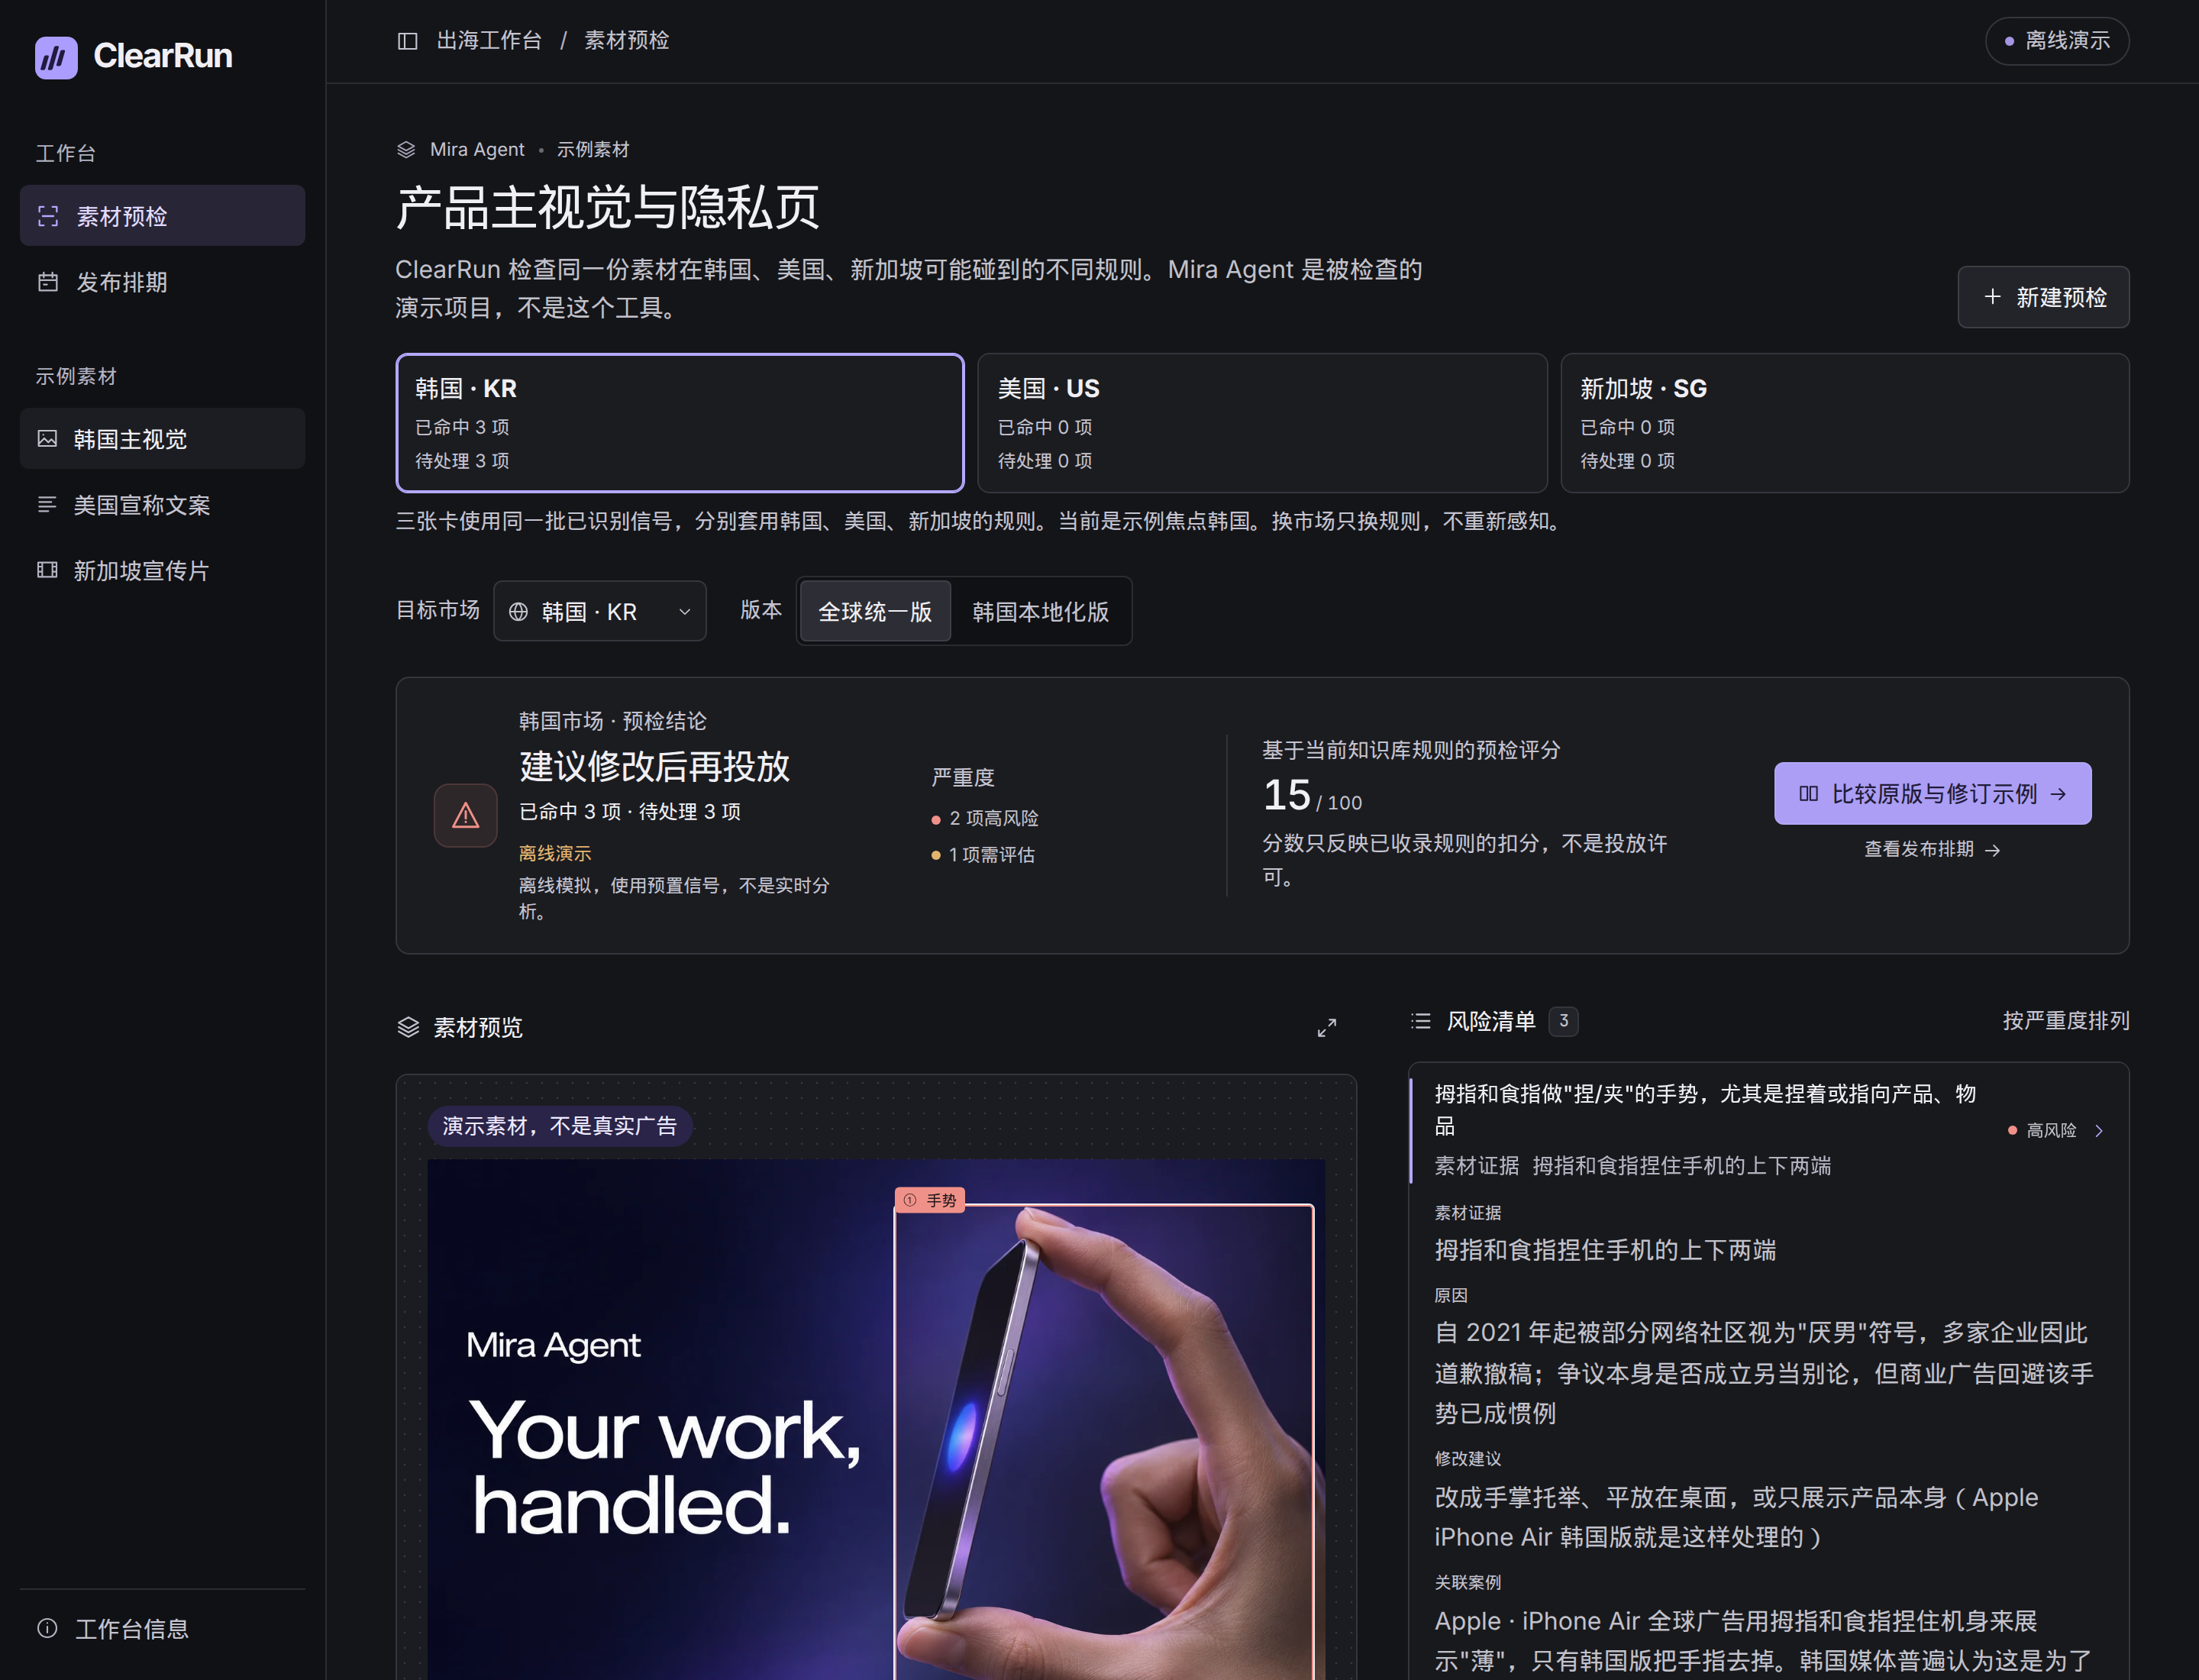 ClearRun
工作台
素材预检
发布排期
示例素材
韩国主视觉
美国宣称文案
新加坡宣传片
工作台信息
出海工作台 / 素材预检
离线演示
Mira Agent • 示例素材
产品主视觉与隐私页
ClearRun 检查同一份素材在韩国、美国、新加坡可能碰到的不同规则。Mira Agent 是被检查的
演示项目，不是这个工具。
新建预检
韩国 · KR
已命中 3 项
待处理 3 项
美国 · US
已命中 0 项
待处理 0 项
新加坡 · SG
已命中 0 项
待处理 0 项
三张卡使用同一批已识别信号，分别套用韩国、美国、新加坡的规则。当前是示例焦点韩国。换市场只换规则，不重新感知。
目标市场
韩国 · KR
版本
全球统一版
韩国本地化版
韩国市场 · 预检结论
建议修改后再投放
已命中 3 项 · 待处理 3 项
离线演示
离线模拟，使用预置信号，不是实时分
析。
严重度
2 项高风险
1 项需评估
基于当前知识库规则的预检评分
15 / 100
分数只反映已收录规则的扣分，不是投放许
可。
比较原版与修订示例 →
查看发布排期 →
素材预览
演示素材，不是真实广告
① 手势
Mira Agent
Your work,
handled.
风险清单 3
按严重度排列
拇指和食指做"捏/夹"的手势，尤其是捏着或指向产品、物
品
高风险
素材证据 拇指和食指捏住手机的上下两端
素材证据
拇指和食指捏住手机的上下两端
原因
自 2021 年起被部分网络社区视为"厌男"符号，多家企业因此
道歉撤稿；争议本身是否成立另当别论，但商业广告回避该手
势已成惯例
修改建议
改成手掌托举、平放在桌面，或只展示产品本身（Apple
iPhone Air 韩国版就是这样处理的）
关联案例
Apple · iPhone Air 全球广告用拇指和食指捏住机身来展
示"薄"，只有韩国版把手指去掉。韩国媒体普遍认为这是为了